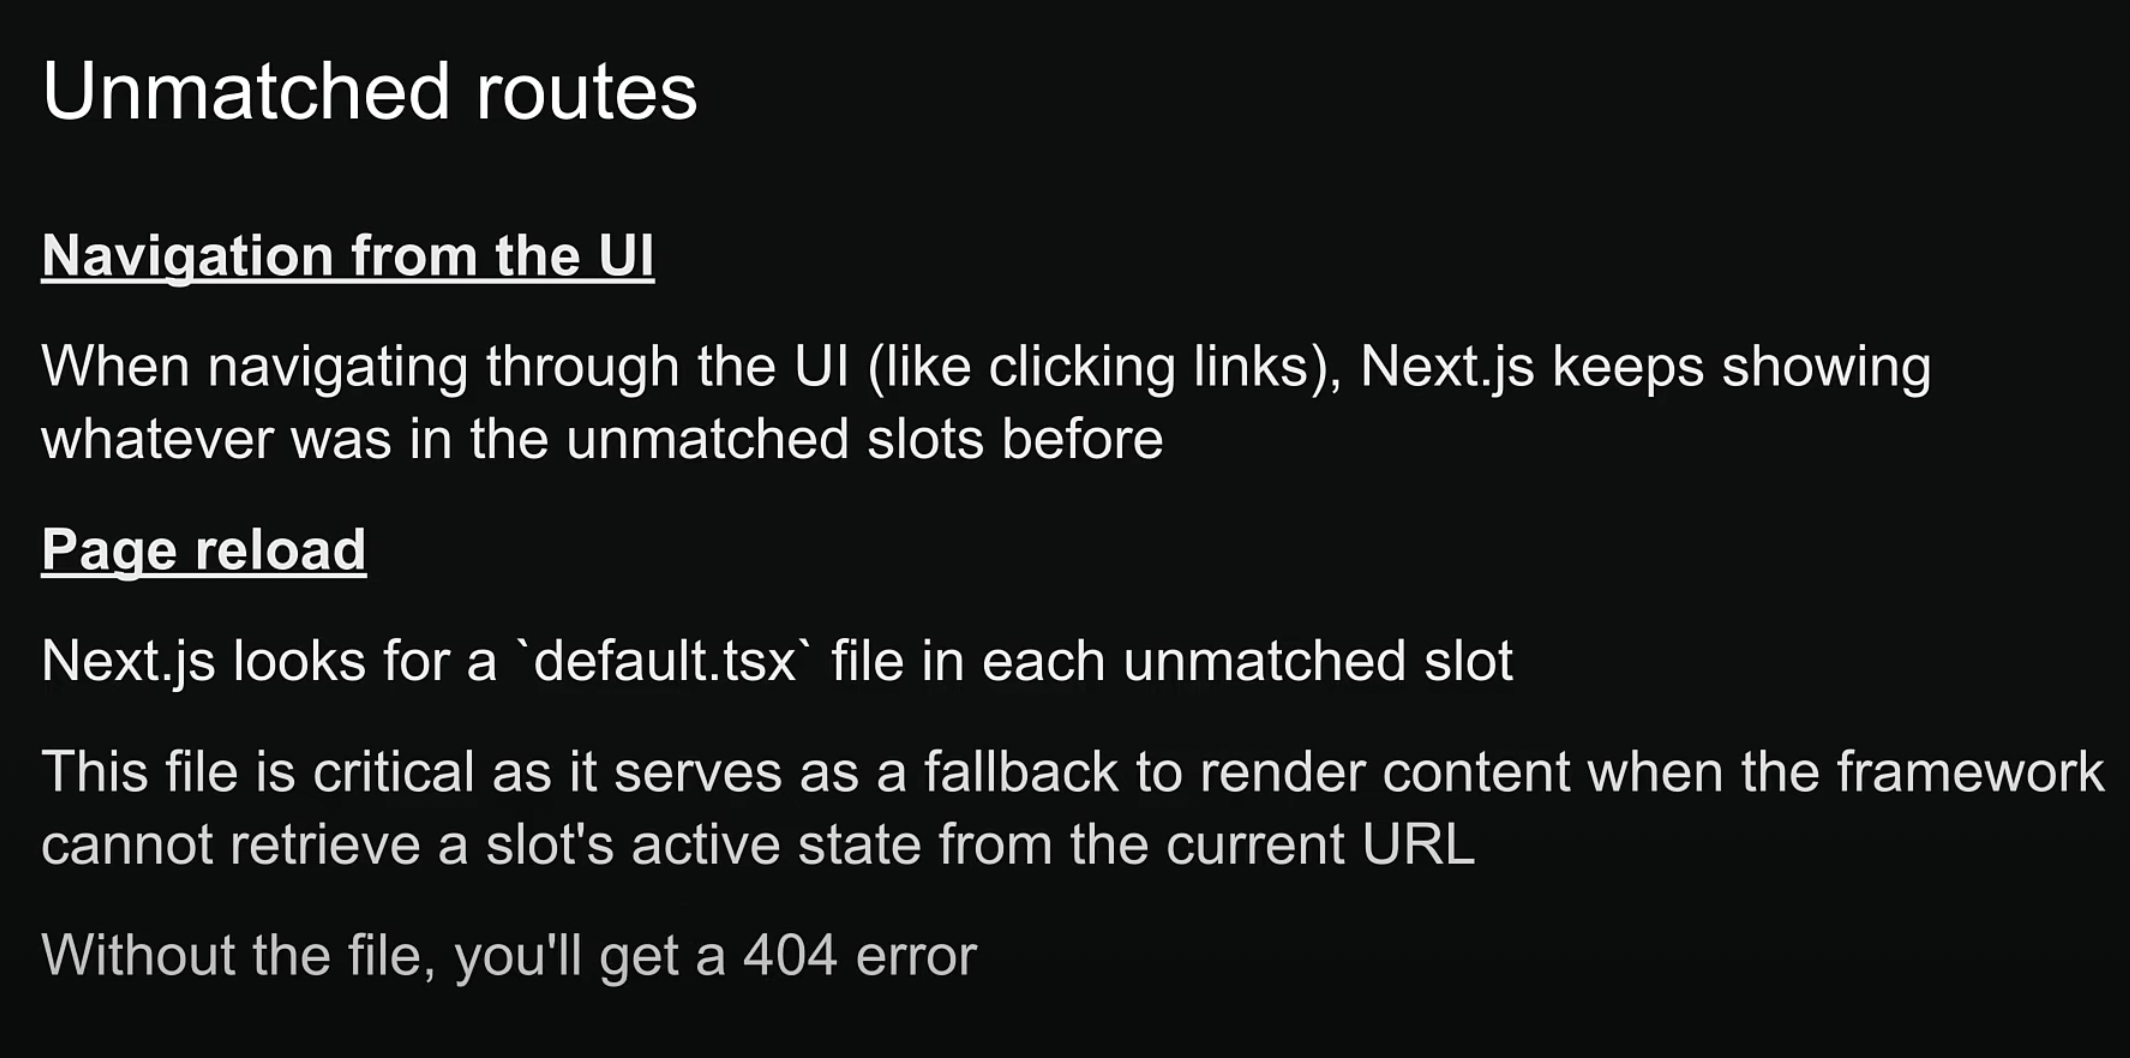 Unmatched routes
Navigation from the UI
When navigating through the UI (like clicking links), Next.js keeps showing
whatever was in the unmatched slots before
Page reload
Next.js looks for a `default.tsx` file in each unmatched slot
This file is critical as it serves as a fallback to render content when the framework
cannot retrieve a slot's active state from the current URL
Without the file, you'll get a 404 error